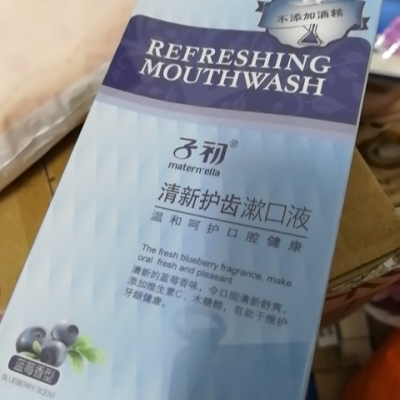 不添加酒精
REFRESHING
MOUTHWASH
子初®
matern'ella
清新护齿漱口液
温和呵护口腔健康
The fresh blueberry fragrance, make
oral fresh and pleasant
清新的蓝莓香味，令口腔清新舒爽，
添加维生素C、木糖醇，有助于维护
牙龈健康。
蓝莓香型
BLUEBERRY SCENT